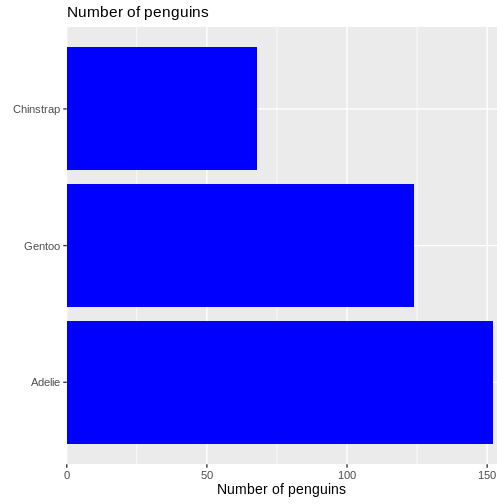 Number of penguins
Chinstrap
Gentoo
Adelie
0 50 100 150
Number of penguins